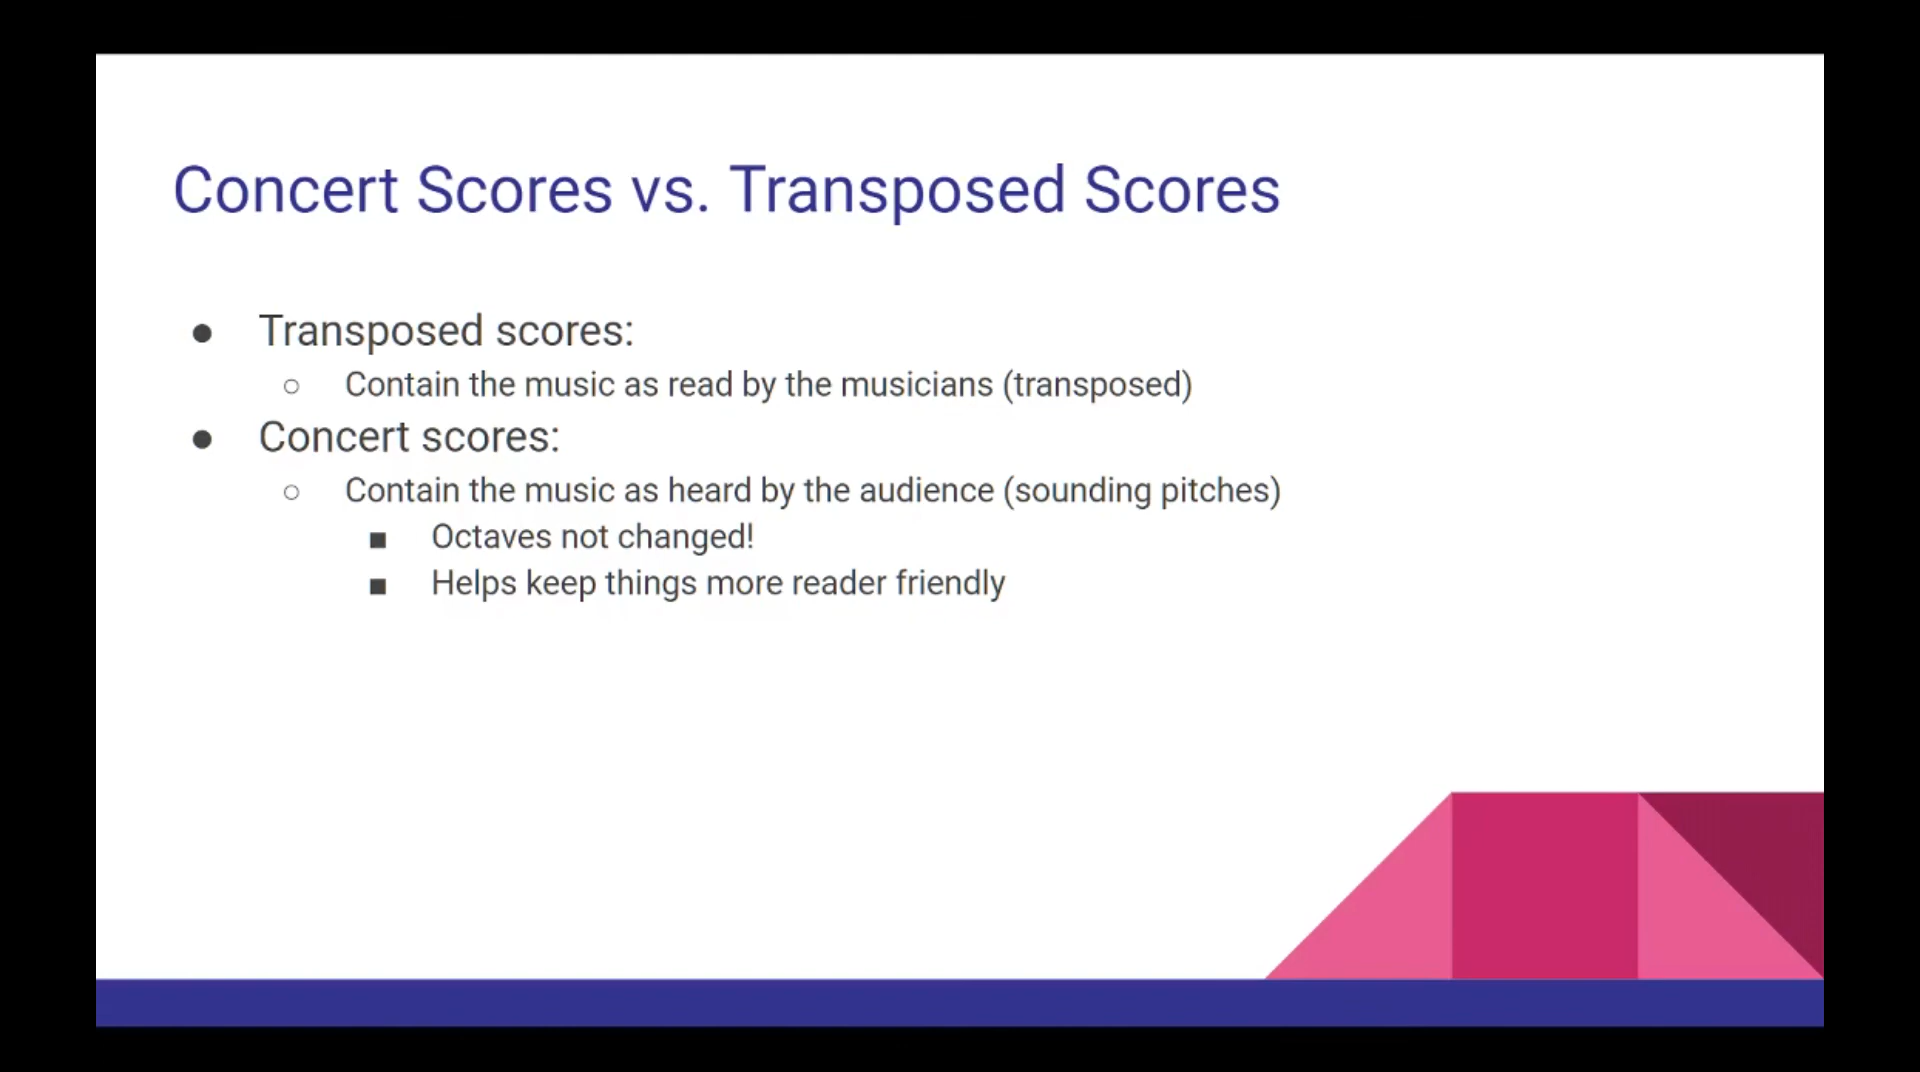 Concert Scores vs. Transposed Scores
● Transposed scores:
○ Contain the music as read by the musicians (transposed)
● Concert scores:
○ Contain the music as heard by the audience (sounding pitches)
■ Octaves not changed!
■ Helps keep things more reader friendly